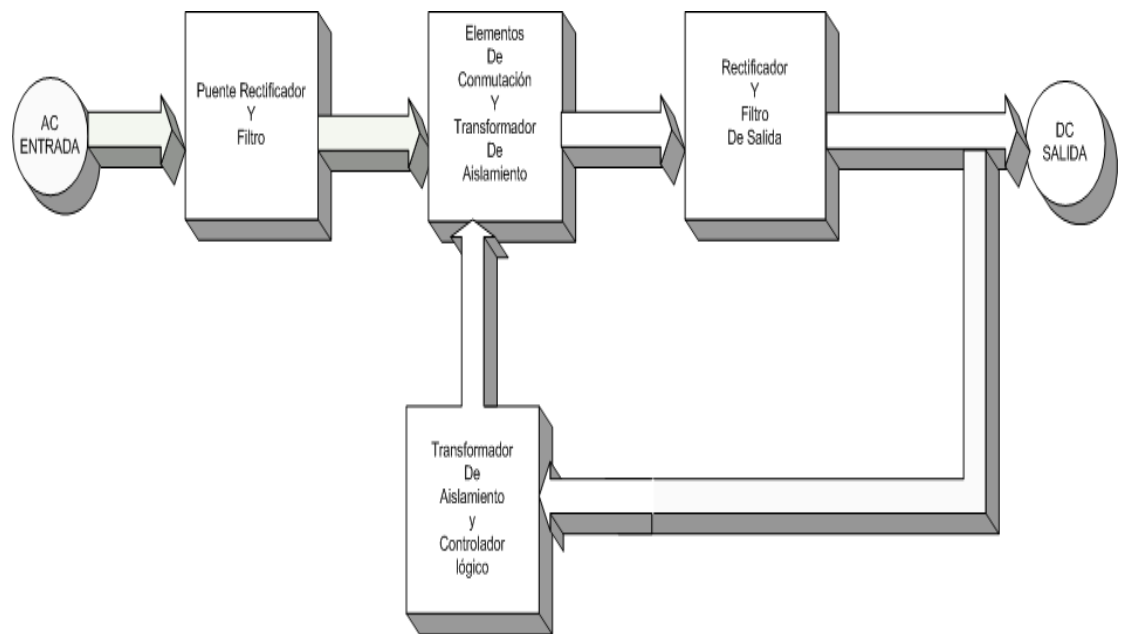 AC
ENTRADA
Puente Rectificador
Y
Filtro
Elementos
De
Conmutación
Y
Transformador
De
Aislamiento
Rectificador
Y
Filtro
De Salida
DC
SALIDA
Transformador
De
Aislamiento
y
Controlador
lógico